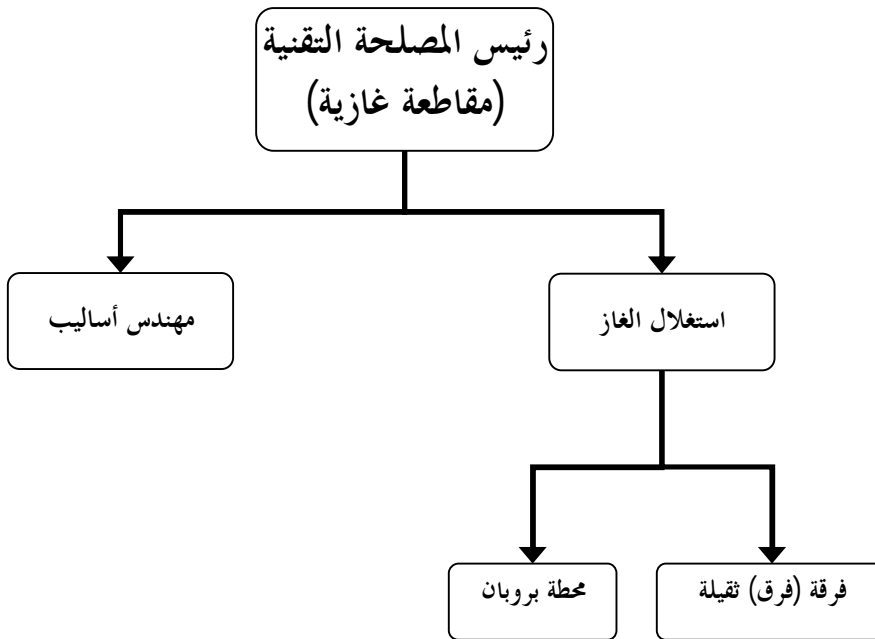 رئيس المصلحة التقنية
(مقاطعة غازية)
استغلال الغاز
مهندس أساليب
فرقة (فرق) ثقيلة
محطة بروبان